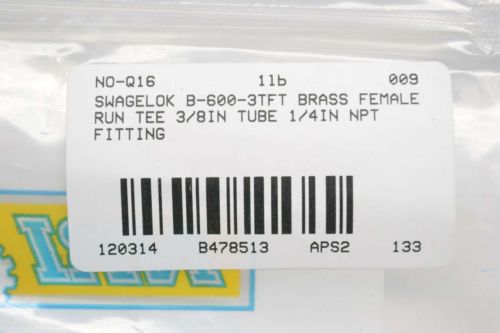 NO-Q16 1lb 009
SWAGELOK B-600-3TFT BRASS FEMALE
RUN TEE 3/8IN TUBE 1/4IN NPT
FITTING
120314 B478513 APS2 133